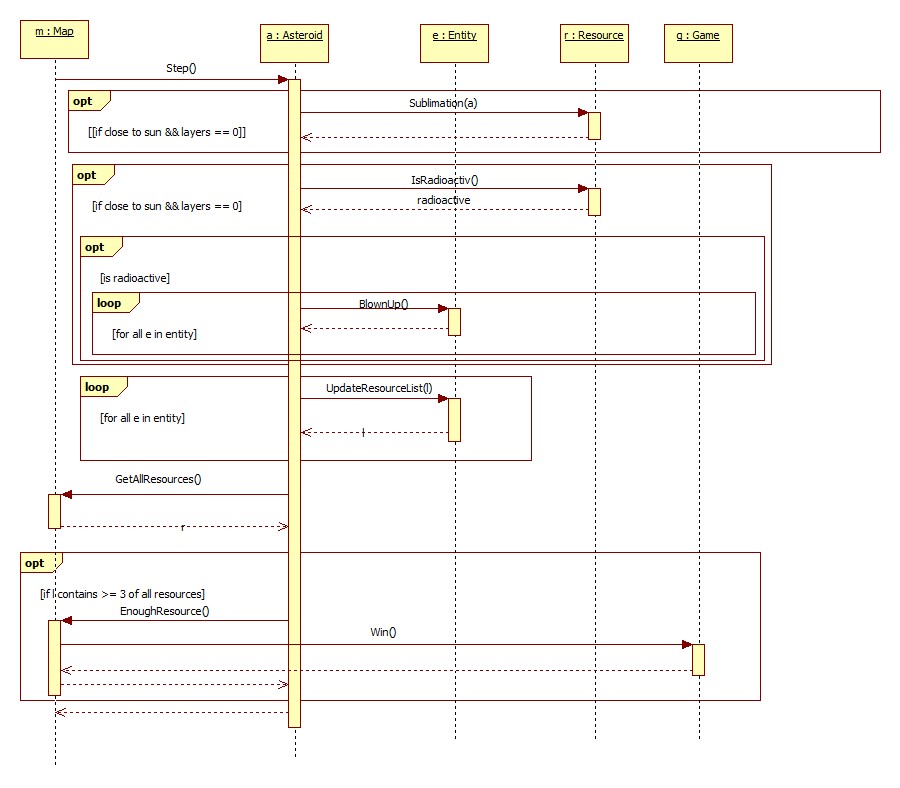 m : Map
a : Asteroid
e : Entity
r : Resource
g : Game
Step()
opt
Sublimation(a)
[[if close to sun && layers == 0]]
opt
IsRadioactiv()
radioactive
[if close to sun && layers == 0]
opt
[is radioactive]
loop
BlownUp()
[for all e in entity]
loop
UpdateResourceList(l)
[for all e in entity]
l
GetAllResources()
r
opt
[if l contains >= 3 of all resources]
EnoughResource()
Win()